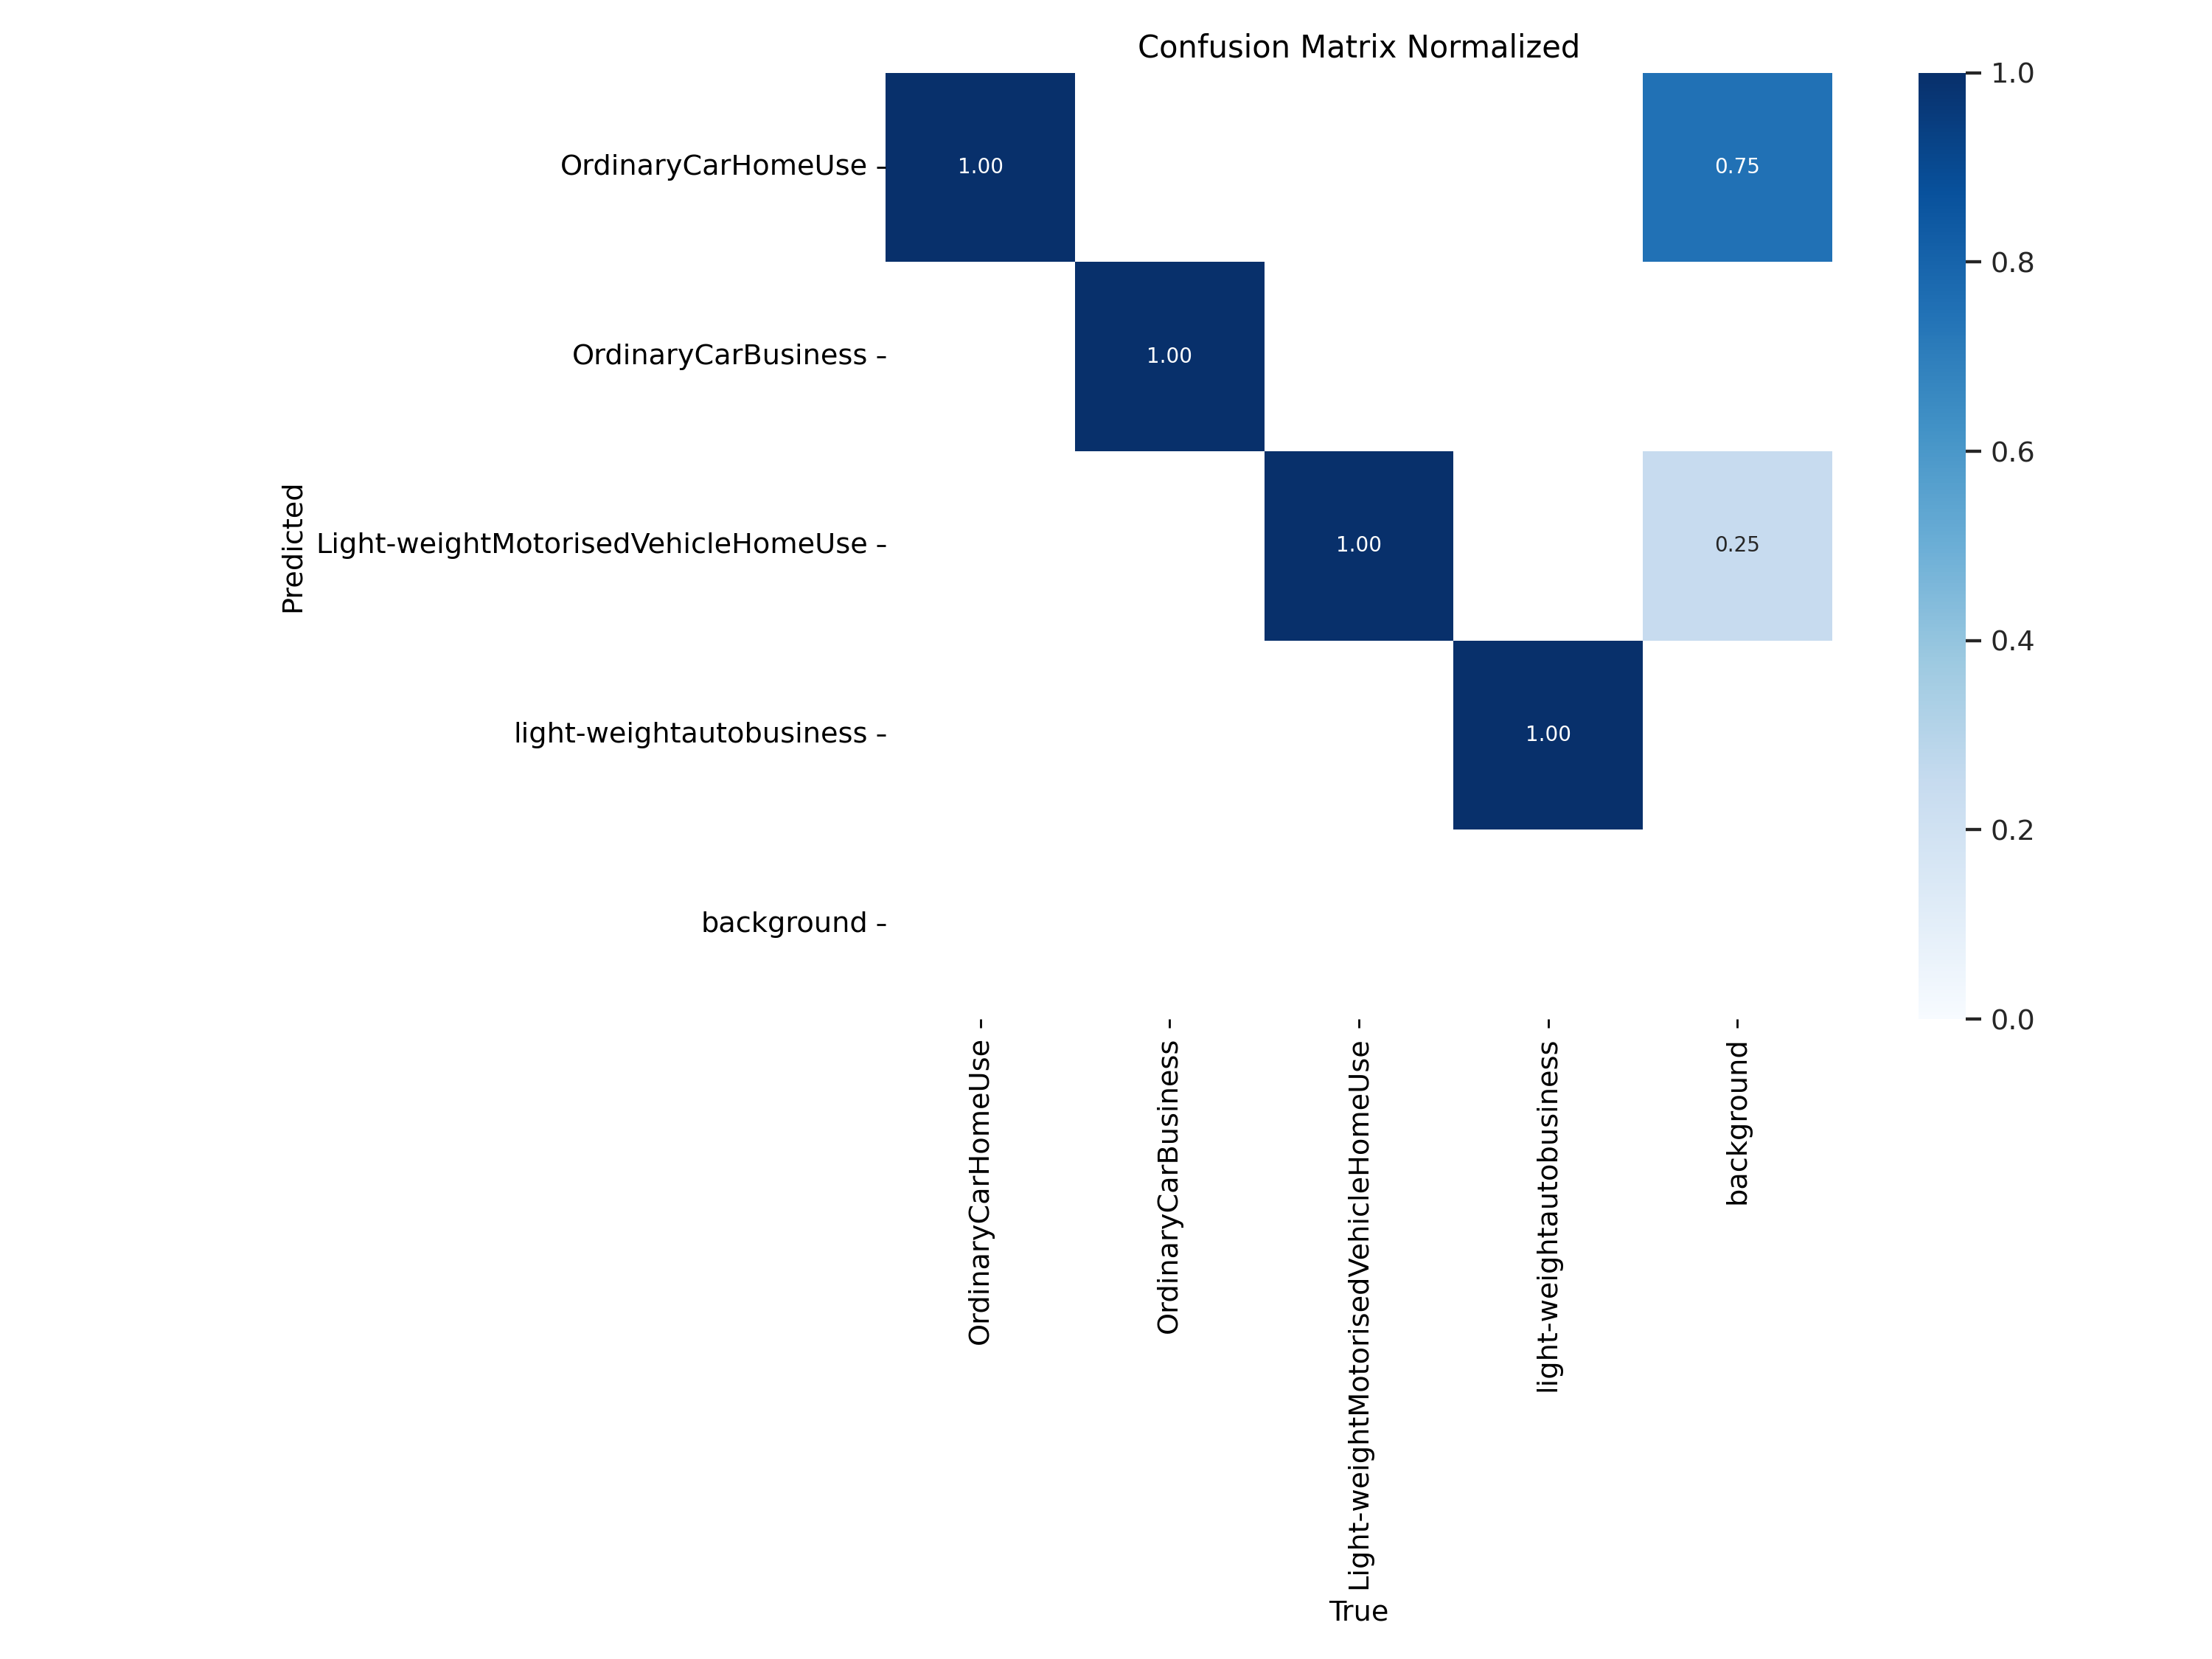 Confusion Matrix Normalized
OrdinaryCarHomeUse
OrdinaryCarBusiness
Light-weightMotorisedVehicleHomeUse
light-weightautobusiness
background
Predicted
1.00
0.75
1.00
1.00
0.25
1.00
OrdinaryCarHomeUse
OrdinaryCarBusiness
Light-weightMotorisedVehicleHomeUse
light-weightautobusiness
background
True
1.0
0.8
0.6
0.4
0.2
0.0